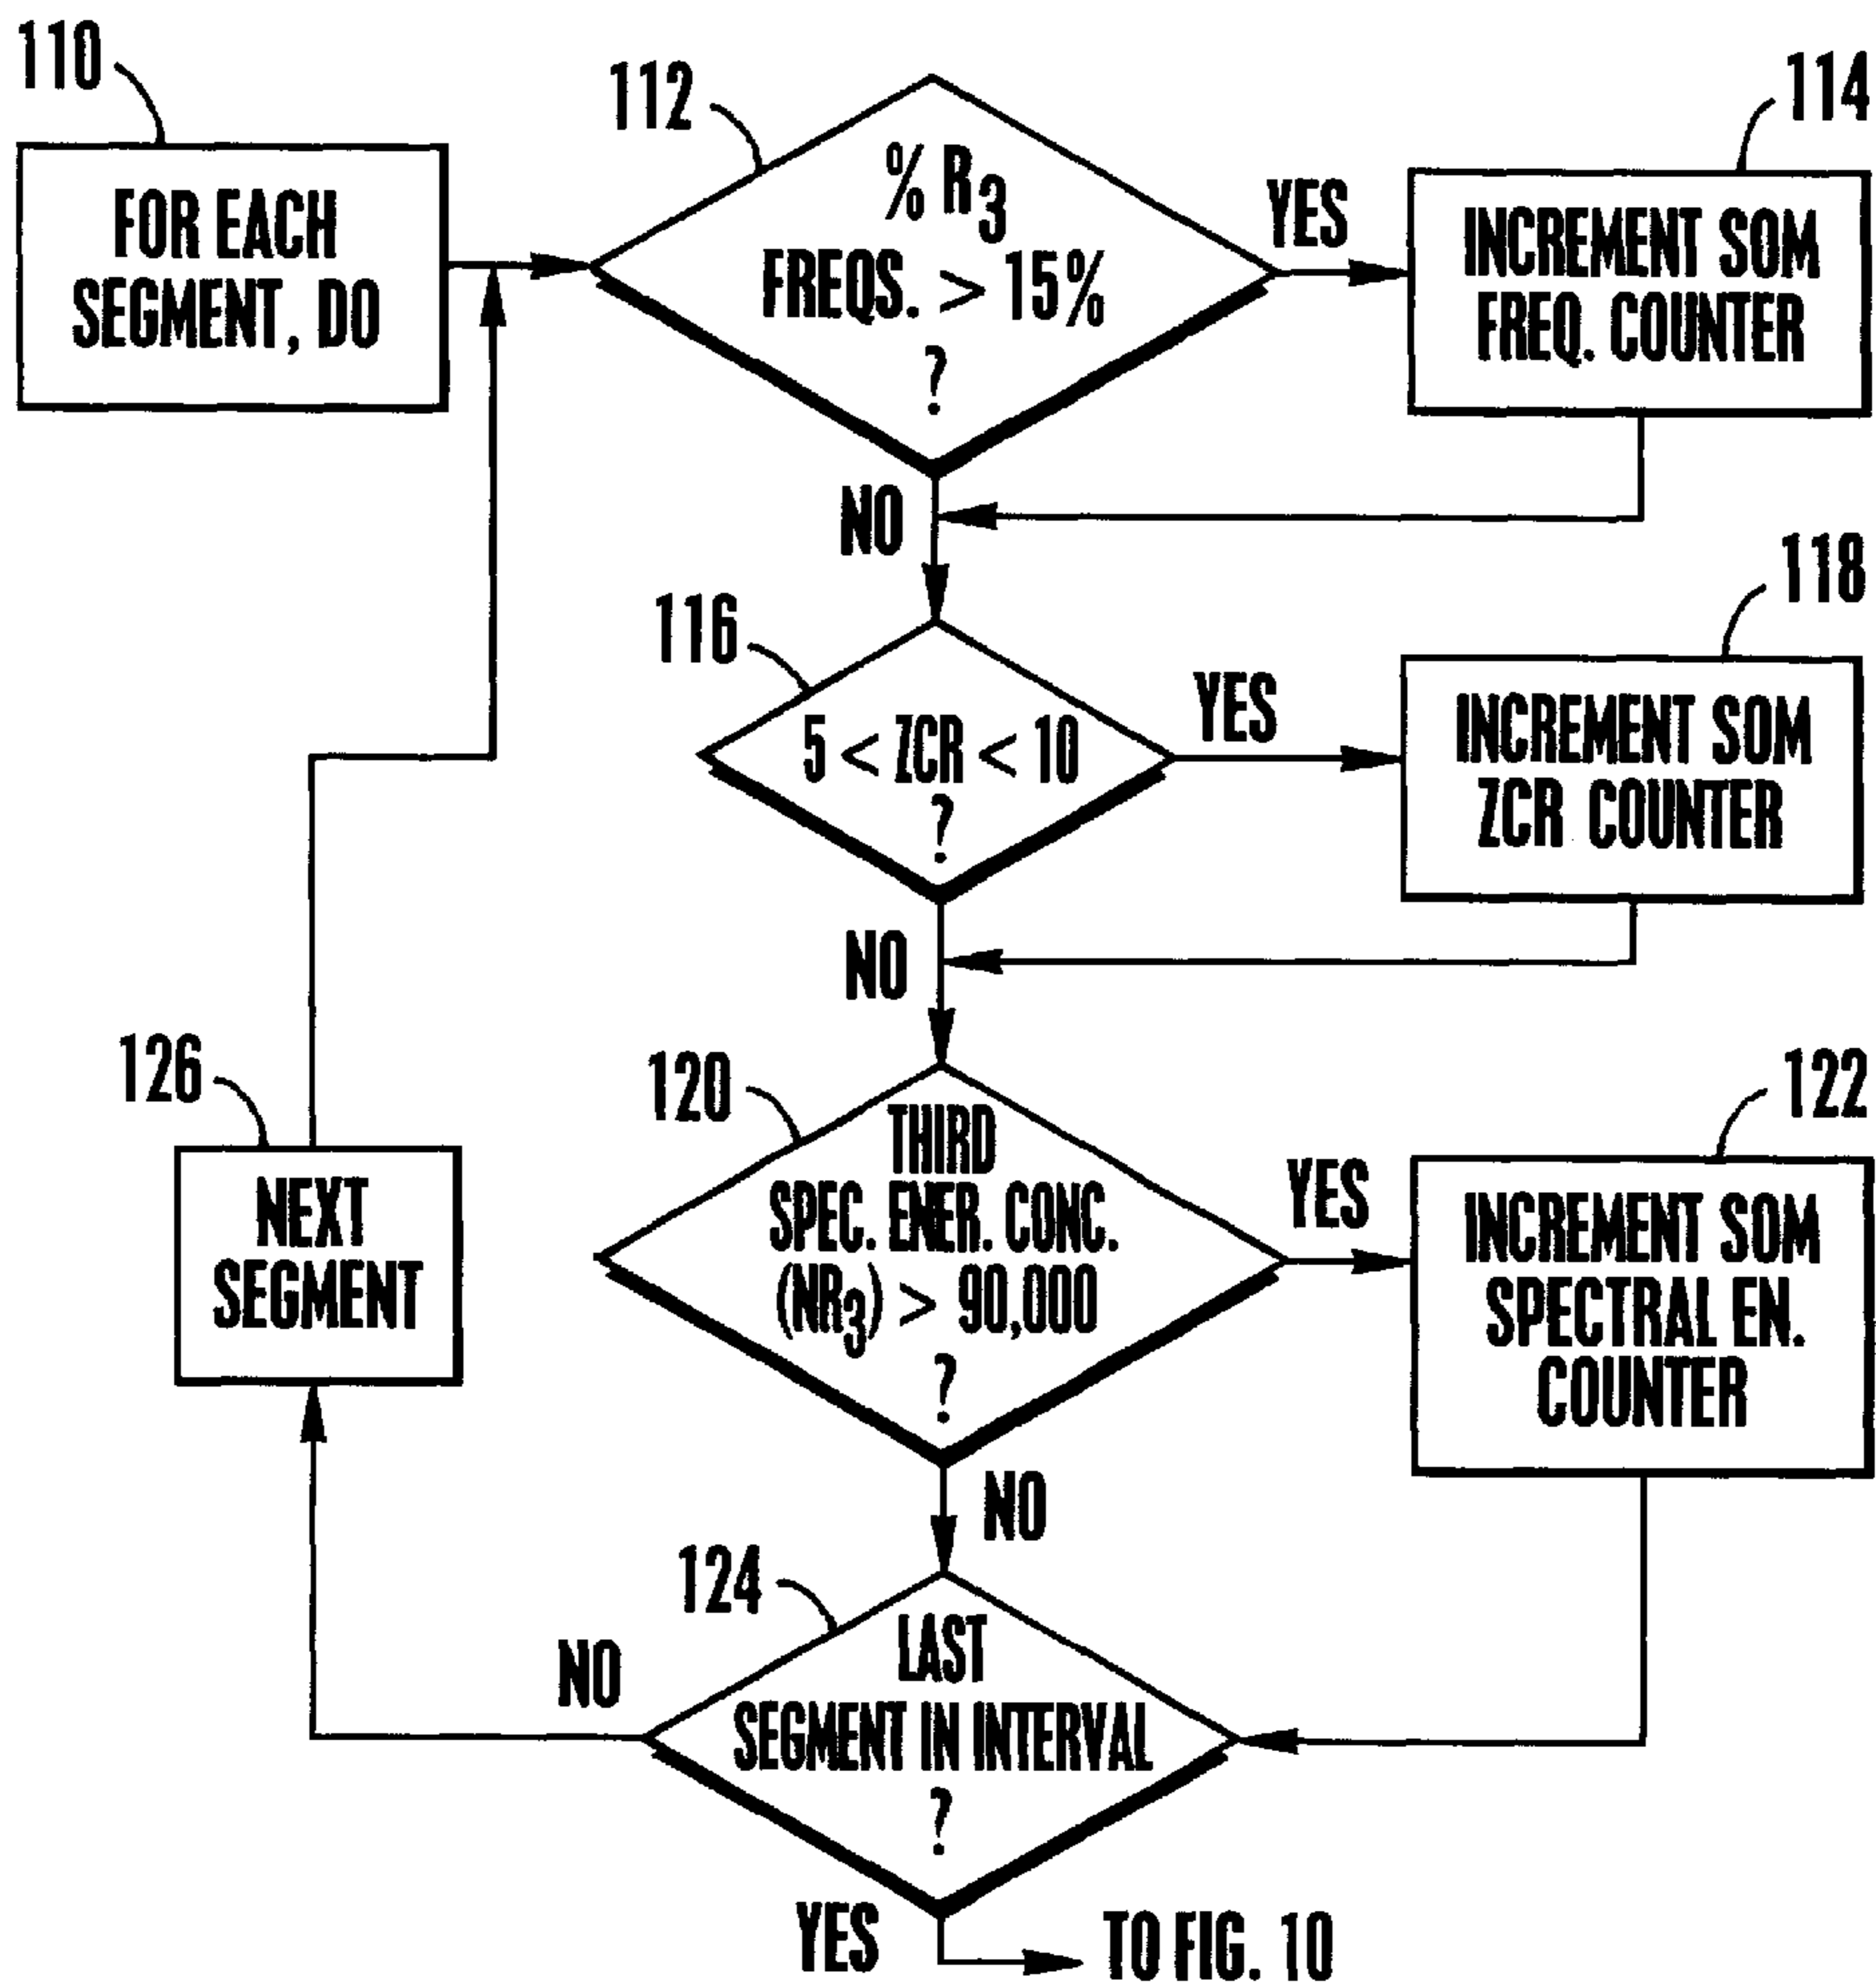 110
FOR EACH
SEGMENT, DO
112
% R3
FREQS. > 15%
?
YES
114
INCREMENT SOM
FREQ. COUNTER
NO
116
5 < ZCR < 10
?
YES
118
INCREMENT SOM
ZCR COUNTER
NO
120
THIRD
SPEC. ENER. CONC.
(NR3) > 90,000
?
YES
122
INCREMENT SOM
SPECTRAL EN.
COUNTER
NO
124
LAST
SEGMENT IN INTERVAL
?
NO
126
NEXT
SEGMENT
YES
TO FIG. 10